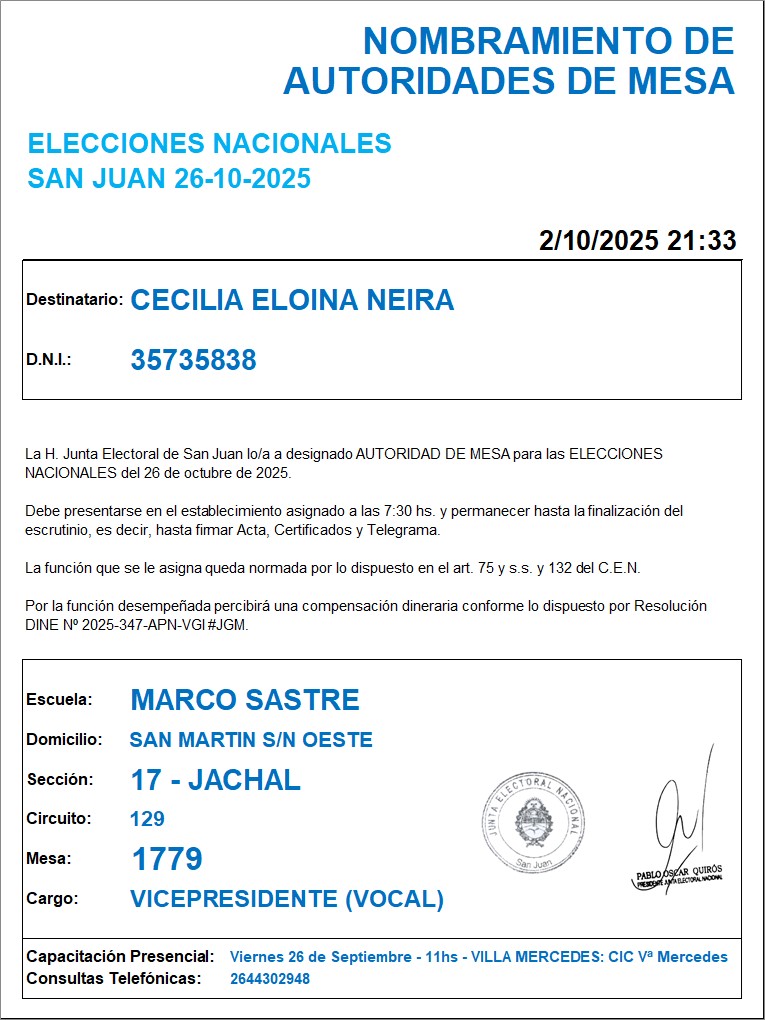 NOMBRAMIENTO DE
AUTORIDADES DE MESA
ELECCIONES NACIONALES
SAN JUAN 26-10-2025
2/10/2025 21:33
Destinatario: CECILIA ELOINA NEIRA
D.N.I.: 35735838
La H. Junta Electoral de San Juan lo/a a designado AUTORIDAD DE MESA para las ELECCIONES
NACIONALES del 26 de octubre de 2025.
Debe presentarse en el establecimiento asignado a las 7:30 hs. y permanecer hasta la finalización del
escrutinio, es decir, hasta firmar Acta, Certificados y Telegrama.
La función que se le asigna queda normada por lo dispuesto en el art. 75 y s.s. y 132 del C.E.N.
Por la función desempeñada percibirá una compensación dineraria conforme lo dispuesto por Resolución
DINE Nº 2025-347-APN-VGI#JGM.
Escuela: MARCO SASTRE
Domicilio: SAN MARTIN S/N OESTE
Sección: 17 - JACHAL
Circuito: 129
Mesa: 1779
Cargo: VICEPRESIDENTE (VOCAL)
JUNTA ELECTORAL NACIONAL
San Juan
PABLO OSCAR QUIRÓS
PRESIDENTE JUNTA ELECTORAL NACIONAL
Capacitación Presencial: Viernes 26 de Septiembre - 11hs - VILLA MERCEDES: CIC Vª Mercedes
Consultas Telefónicas: 2644302948